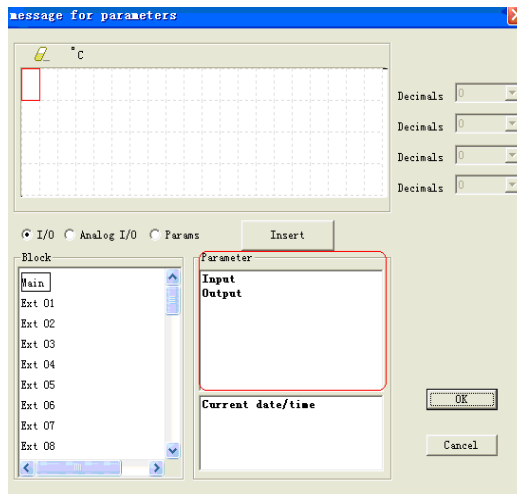 message for parameters
°C
Decimals 0
Decimals 0
Decimals 0
Decimals 0
I/O Analog I/O Params Insert
Block
Main
Ext 01
Ext 02
Ext 03
Ext 04
Ext 05
Ext 06
Ext 07
Ext 08
Parameter
Input
Output
Current date/time
OK
Cancel